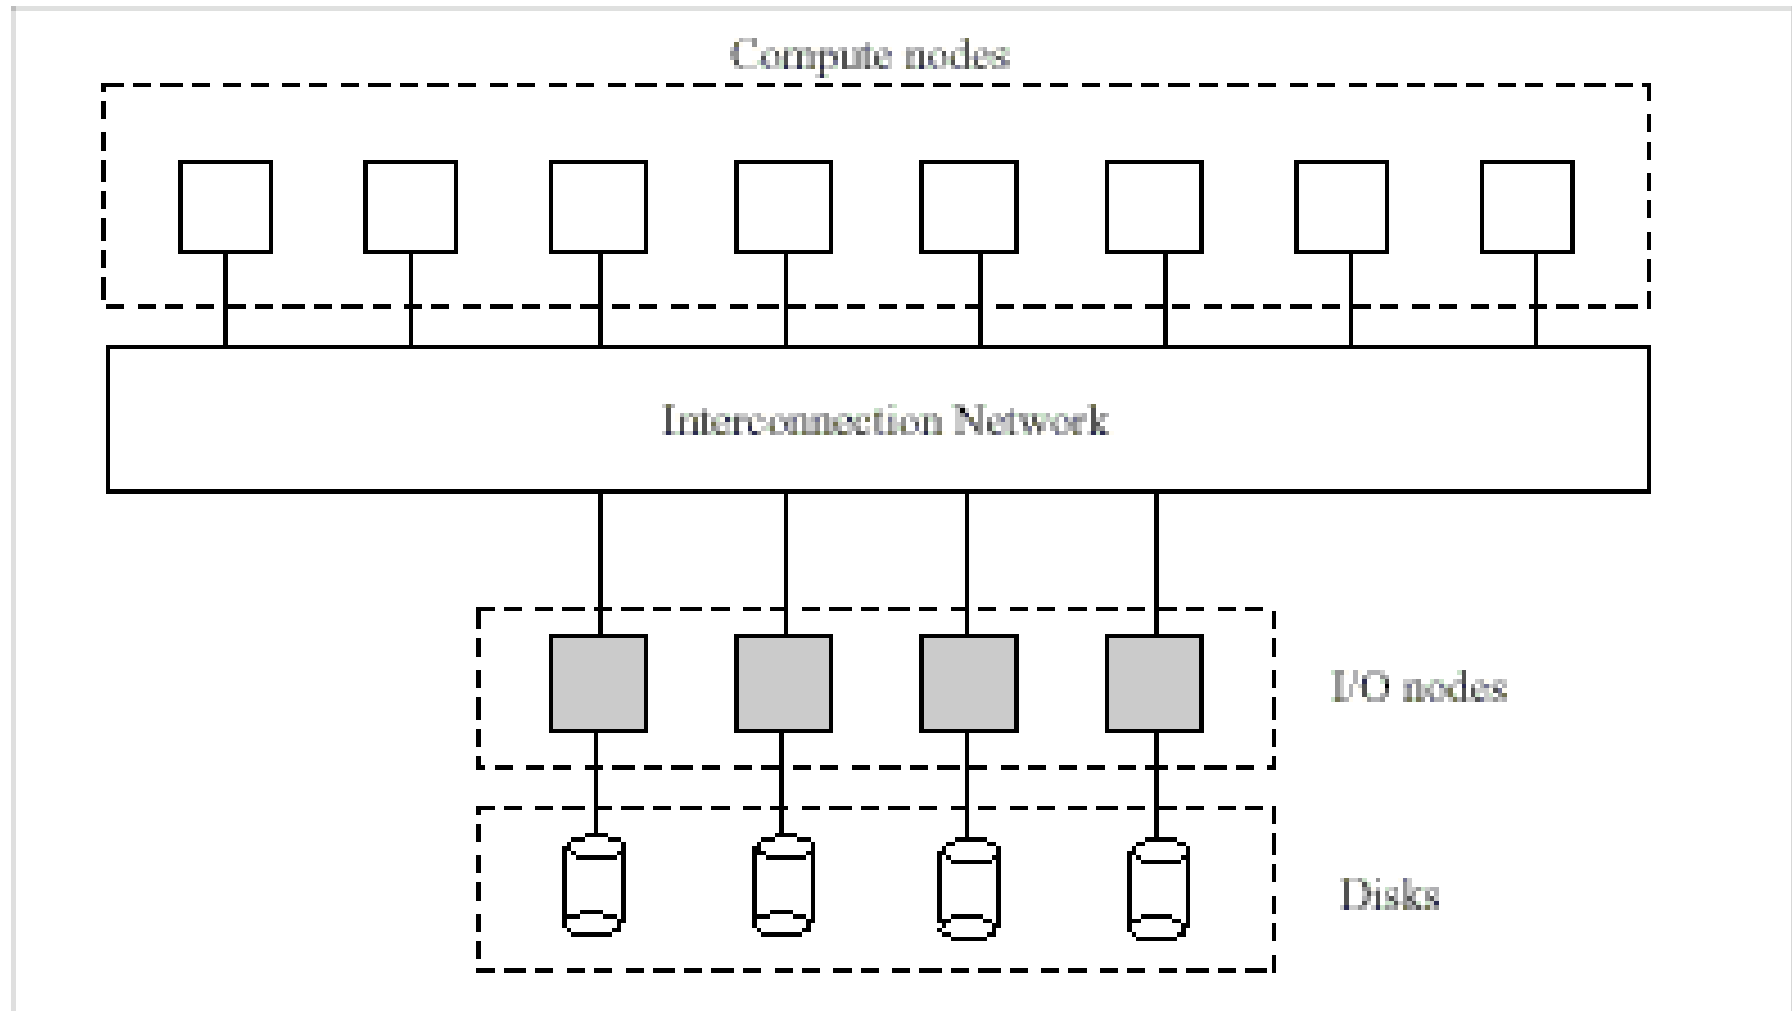 Compute nodes
Interconnection Network
I/O nodes
Disks